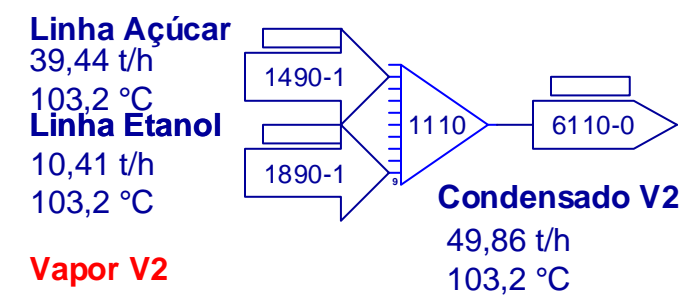 Linha Açúcar
39,44 t/h
103,2 °C
1490-1
Linha Etanol
10,41 t/h
103,2 °C
1890-1
9
1110
6110-0
Condensado V2
49,86 t/h
103,2 °C
Vapor V2